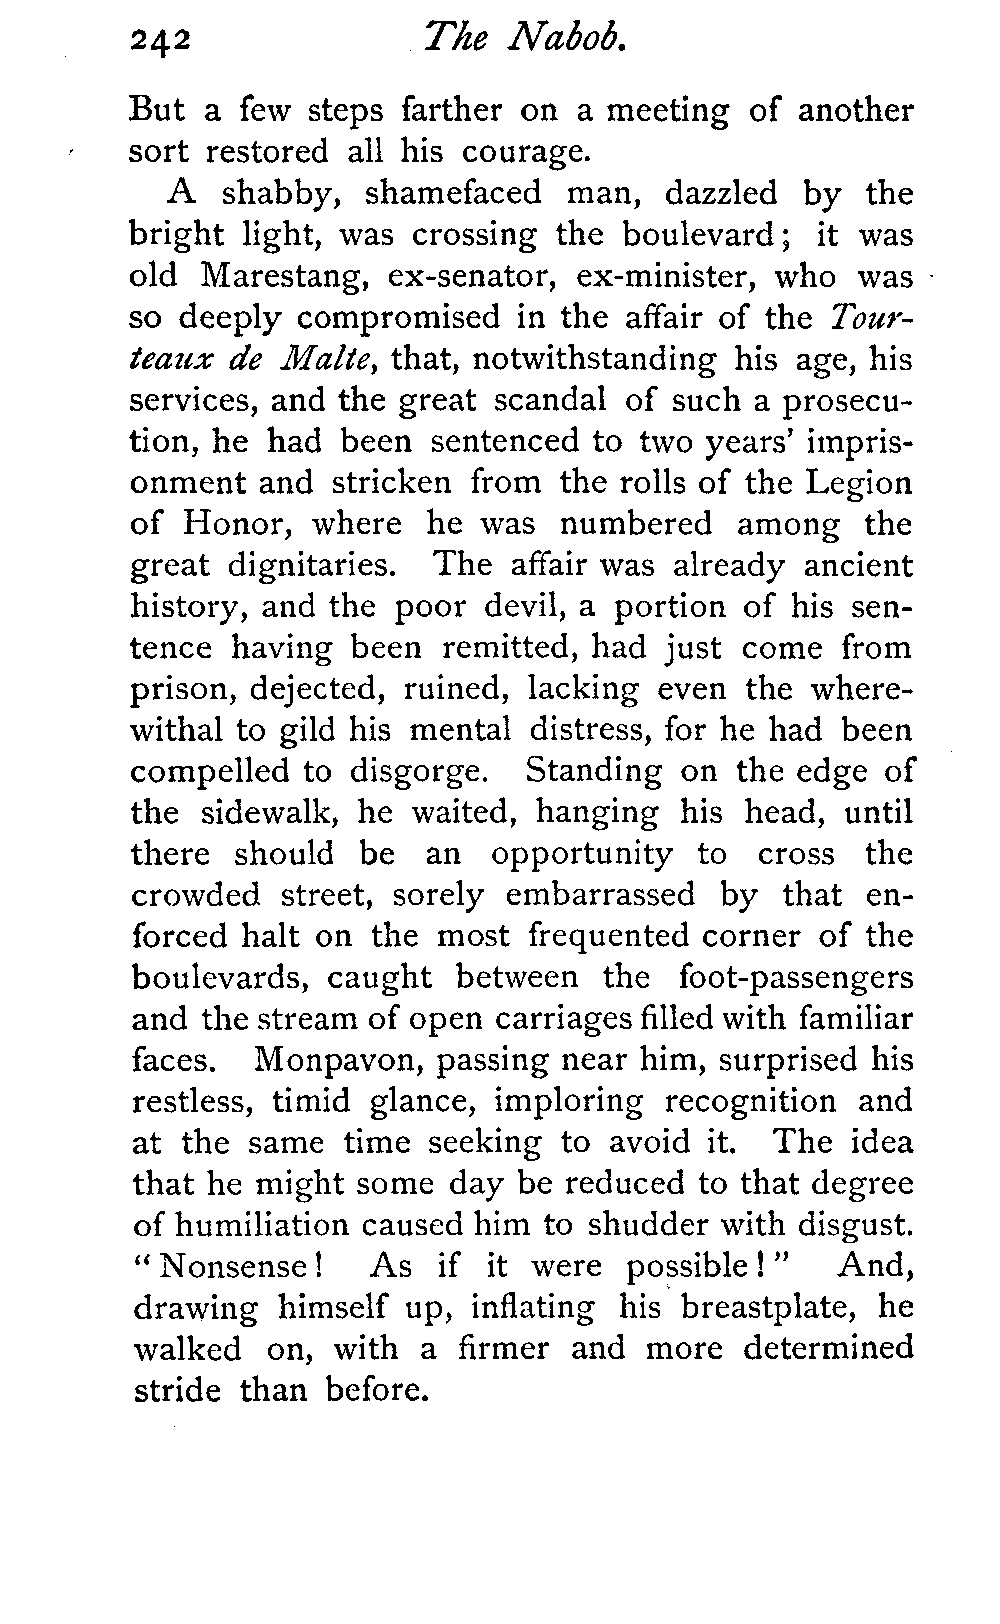 242 The Nabob.
But a few steps farther on a meeting of another
sort restored all his courage.
A shabby, shamefaced man, dazzled by the
bright light, was crossing the boulevard; it was
old Marestang, ex-senator, ex-minister, who was
so deeply compromised in the affair of the Tour-
teaux de Malte, that, notwithstanding his age, his
services, and the great scandal of such a prosecu-
tion, he had been sentenced to two years' impris-
onment and stricken from the rolls of the Legion
of Honor, where he was numbered among the
great dignitaries. The affair was already ancient
history, and the poor devil, a portion of his sen-
tence having been remitted, had just come from
prison, dejected, ruined, lacking even the where-
withal to gild his mental distress, for he had been
compelled to disgorge. Standing on the edge of
the sidewalk, he waited, hanging his head, until
there should be an opportunity to cross the
crowded street, sorely embarrassed by that en-
forced halt on the most frequented corner of the
boulevards, caught between the foot-passengers
and the stream of open carriages filled with familiar
faces. Monpavon, passing near him, surprised his
restless, timid glance, imploring recognition and
at the same time seeking to avoid it. The idea
that he might some day be reduced to that degree
of humiliation caused him to shudder with disgust.
"Nonsense! As if it were possible!" And,
drawing himself up, inflating his breastplate, he
walked on, with a firmer and more determined
stride than before.